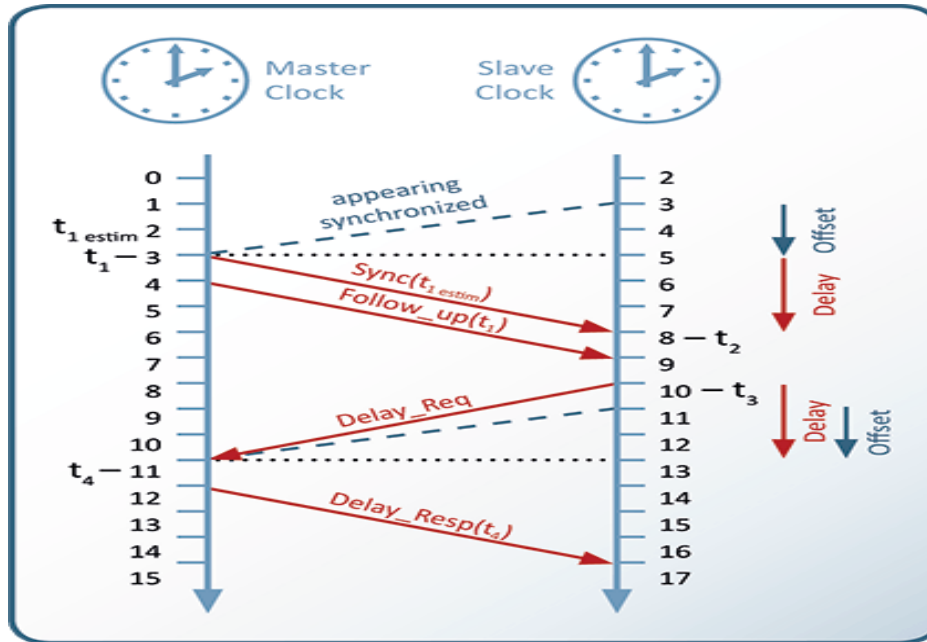 Master
Clock
Slave
Clock
0
1
t1 estim 2
t1 – 3
4
5
6
7
8
9
10
t4 – 11
12
13
14
15
appearing
synchronized
Sync(t1 estim)
Follow_up(t1)
Delay_Req
Delay_Resp(t4)
2
3
4
5
6
7
8 – t2
9
10 – t3
11
12
13
14
15
16
17
Offset
Delay
Delay
Offset